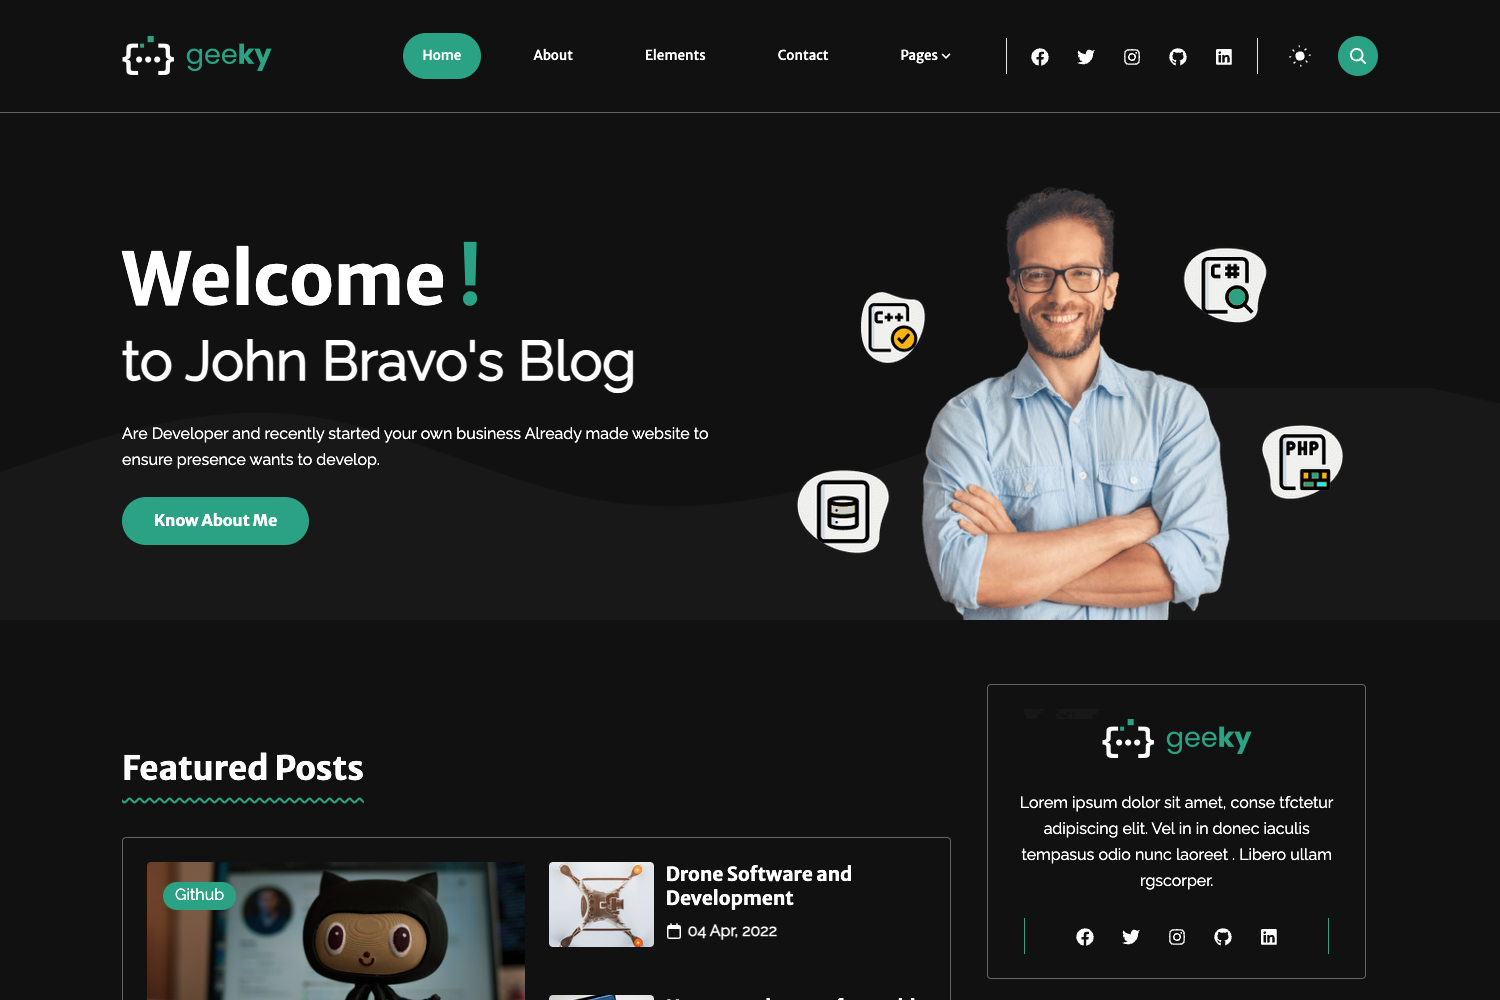 geeky
Home About Elements Contact Pages
Welcome!
to John Bravo's Blog
Are Developer and recently started your own business Already made website to
ensure presence wants to develop.
Know About Me
C++
C#
PHP
Featured Posts
Github
Drone Software and
Development
04 Apr, 2022
geeky
Lorem ipsum dolor sit amet, conse tfctetur
adipiscing elit. Vel in in donec iaculis
tempasus odio nunc laoreet . Libero ullam
rgscorper.